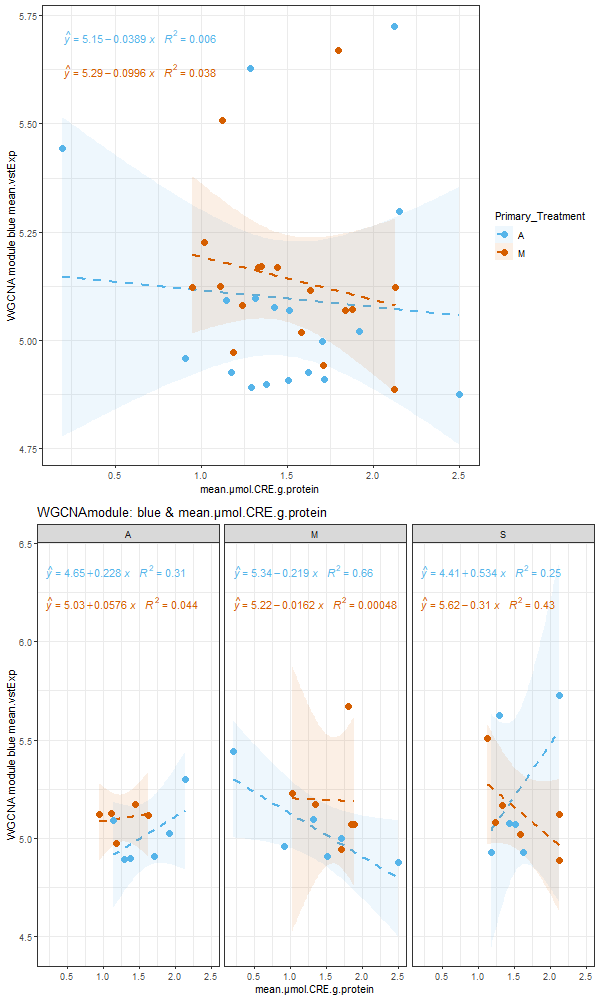 5.75
5.50
5.25
5.00
4.75
WGCNA module blue mean.vstExp
ŷ = 5.15 − 0.0389 x   R² = 0.006
ŷ = 5.29 − 0.0996 x   R² = 0.038
0.5 1.0 1.5 2.0 2.5
mean.µmol.CRE.g.protein
Primary_Treatment
A
M
WGCNAmodule: blue & mean.µmol.CRE.g.protein
A M S
6.5
6.0
5.5
5.0
4.5
WGCNA module blue mean.vstExp
ŷ = 4.65 + 0.228 x   R² = 0.31 ŷ = 5.34 − 0.219 x   R² = 0.66 ŷ = 4.41 + 0.534 x   R² = 0.25
ŷ = 5.03 + 0.0576 x   R² = 0.044 ŷ = 5.22 − 0.0162 x   R² = 0.00048 ŷ = 5.62 − 0.31 x   R² = 0.43
0.5 1.0 1.5 2.0 2.5 0.5 1.0 1.5 2.0 2.5 0.5 1.0 1.5 2.0 2.5
mean.µmol.CRE.g.protein